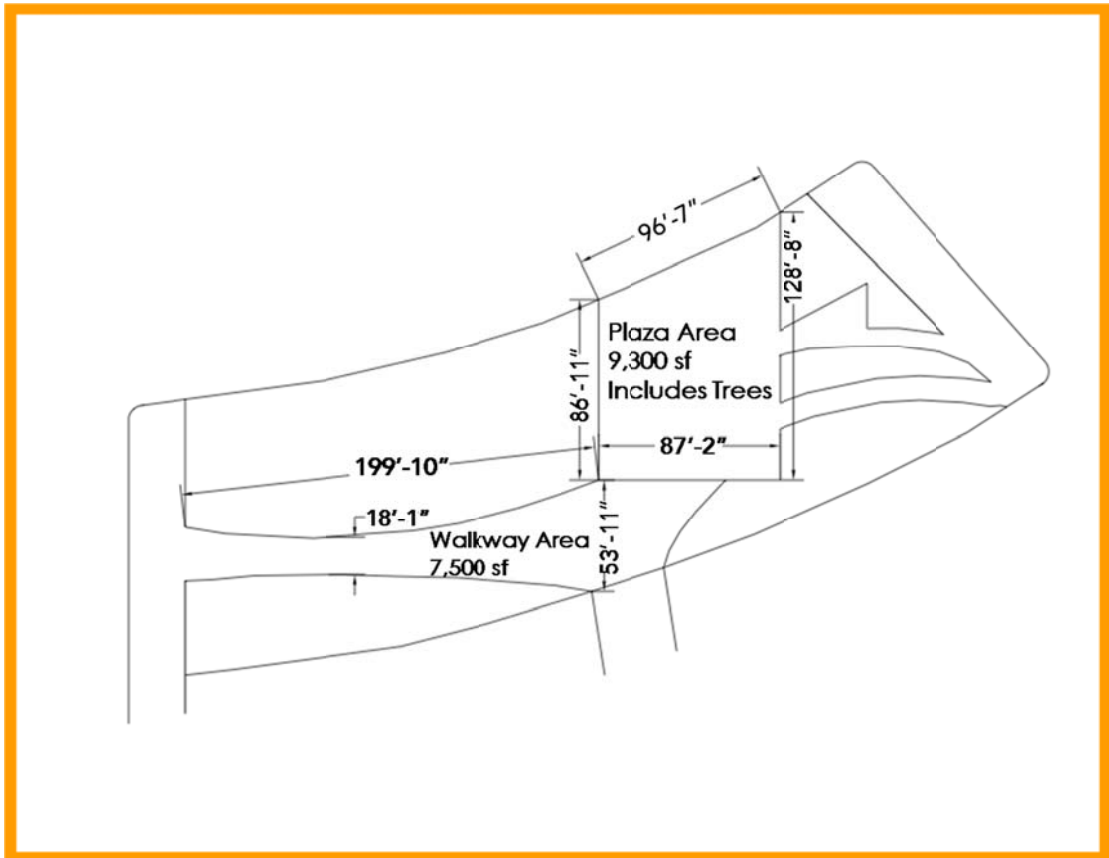 96'-7"
128'-8"
Plaza Area
9,300 sf
Includes Trees
86'-11"
87'-2"
199'-10"
18'-1"
Walkway Area
7,500 sf
53'-11"